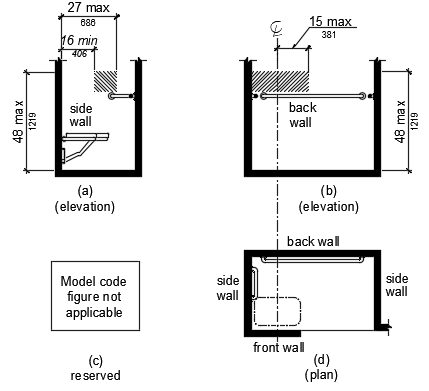 27 max
686
16 min
406
15 max
381
℄
48 max
1219
side
wall
back
wall
48 max
1219
(a)
(elevation)
(b)
(elevation)
Model code
figure not
applicable
(c)
reserved
back wall
side
wall
side
wall
front wall
(d)
(plan)